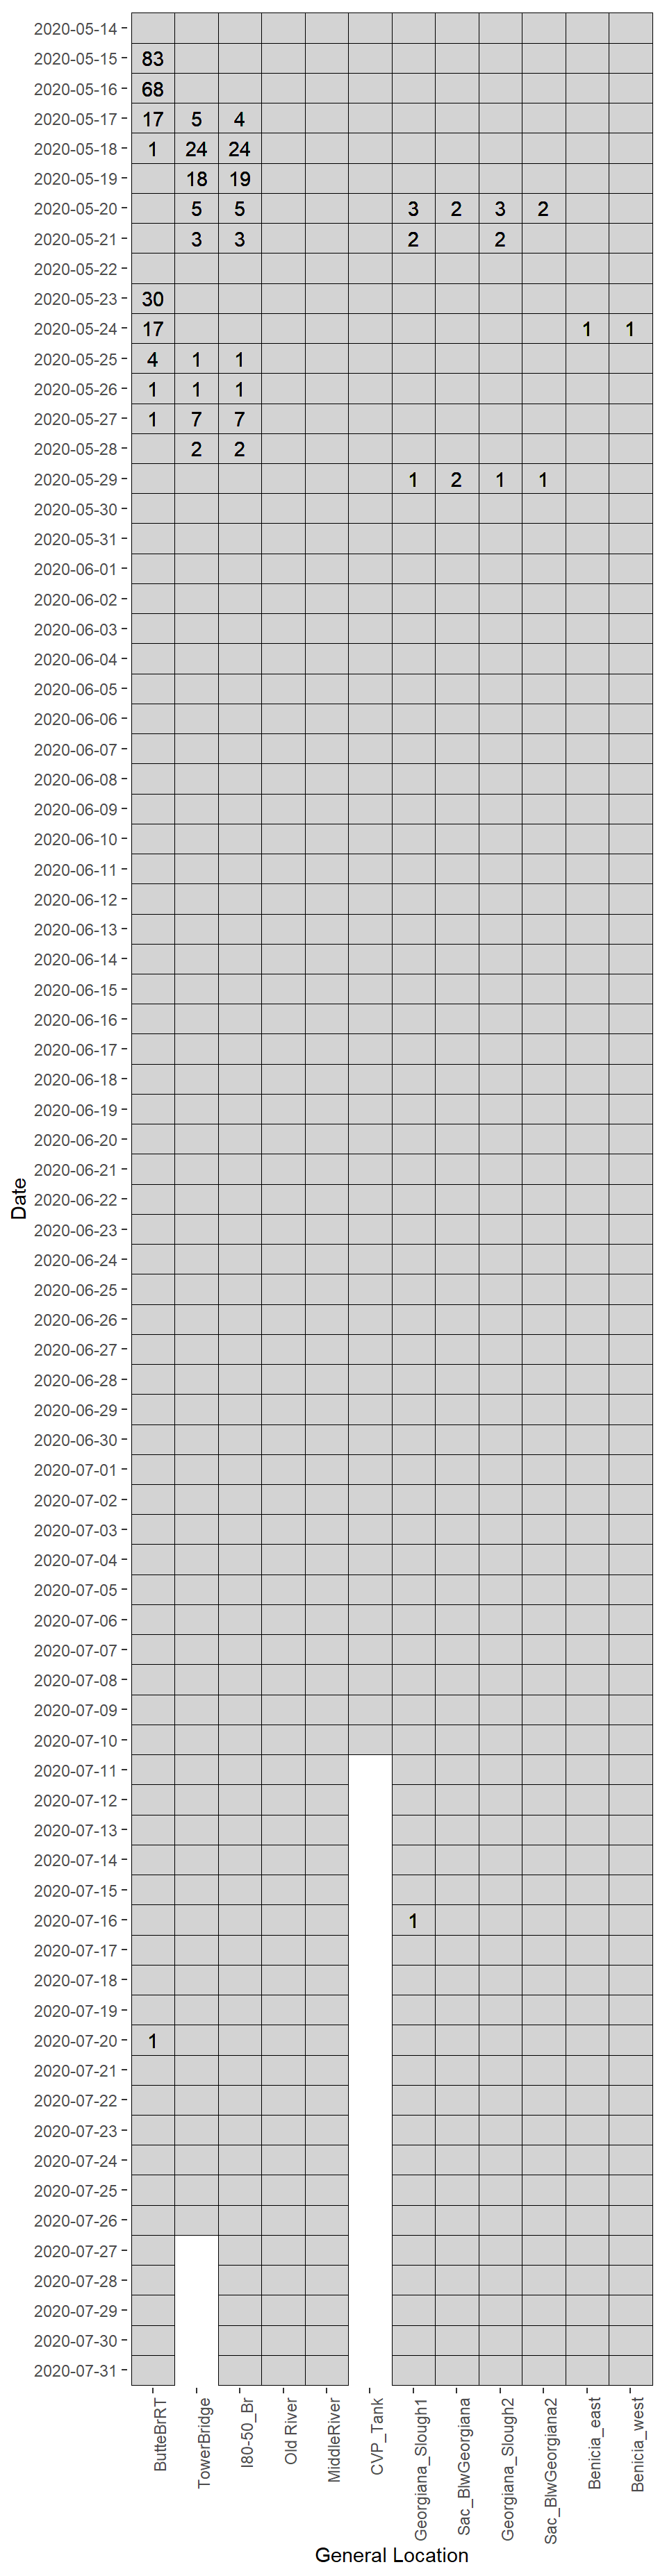 2020-05-14
2020-05-15 83
2020-05-16 68
2020-05-17 17 5 4
2020-05-18 1 24 24
2020-05-19 18 19
2020-05-20 5 5 3 2 3 2
2020-05-21 3 3 2 2
2020-05-22
2020-05-23 30
2020-05-24 17 1 1
2020-05-25 4 1 1
2020-05-26 1 1 1
2020-05-27 1 7 7
2020-05-28 2 2
2020-05-29 1 2 1 1
2020-05-30
2020-05-31
2020-06-01
2020-06-02
2020-06-03
2020-06-04
2020-06-05
2020-06-06
2020-06-07
2020-06-08
2020-06-09
2020-06-10
2020-06-11
2020-06-12
2020-06-13
2020-06-14
2020-06-15
2020-06-16
2020-06-17
2020-06-18
2020-06-19
2020-06-20
2020-06-21
2020-06-22
2020-06-23
2020-06-24
2020-06-25
2020-06-26
2020-06-27
2020-06-28
2020-06-29
2020-06-30
2020-07-01
2020-07-02
2020-07-03
2020-07-04
2020-07-05
2020-07-06
2020-07-07
2020-07-08
2020-07-09
2020-07-10
2020-07-11
2020-07-12
2020-07-13
2020-07-14
2020-07-15
2020-07-16 1
2020-07-17
2020-07-18
2020-07-19
2020-07-20 1
2020-07-21
2020-07-22
2020-07-23
2020-07-24
2020-07-25
2020-07-26
2020-07-27
2020-07-28
2020-07-29
2020-07-30
2020-07-31
Date
ButteBrRT
TowerBridge
I80-50_Br
Old River
MiddleRiver
CVP_Tank
Georgiana_Slough1
Sac_BlwGeorgiana
Georgiana_Slough2
Sac_BlwGeorgiana2
Benicia_east
Benicia_west
General Location